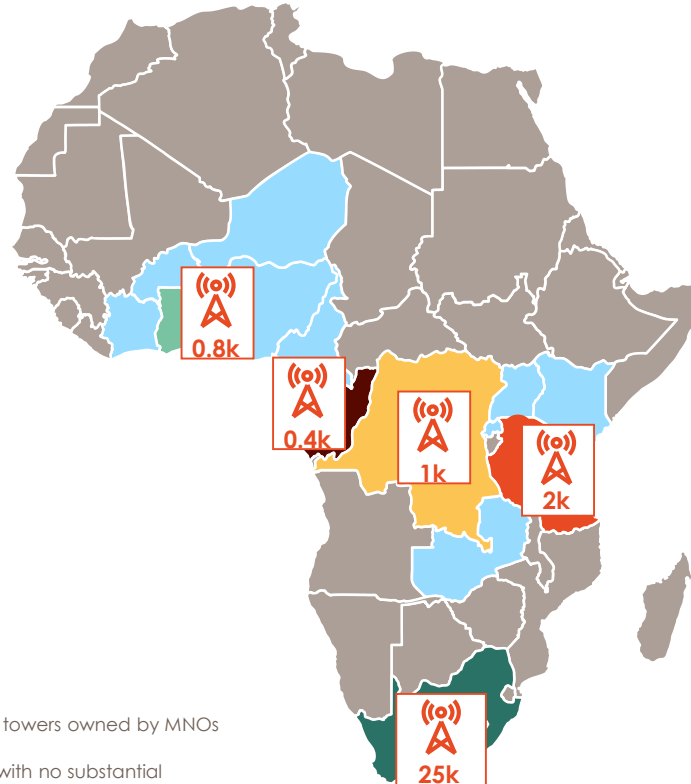 0.8k
0.4k
1k
2k
towers owned by MNOs
with no substantial
25k